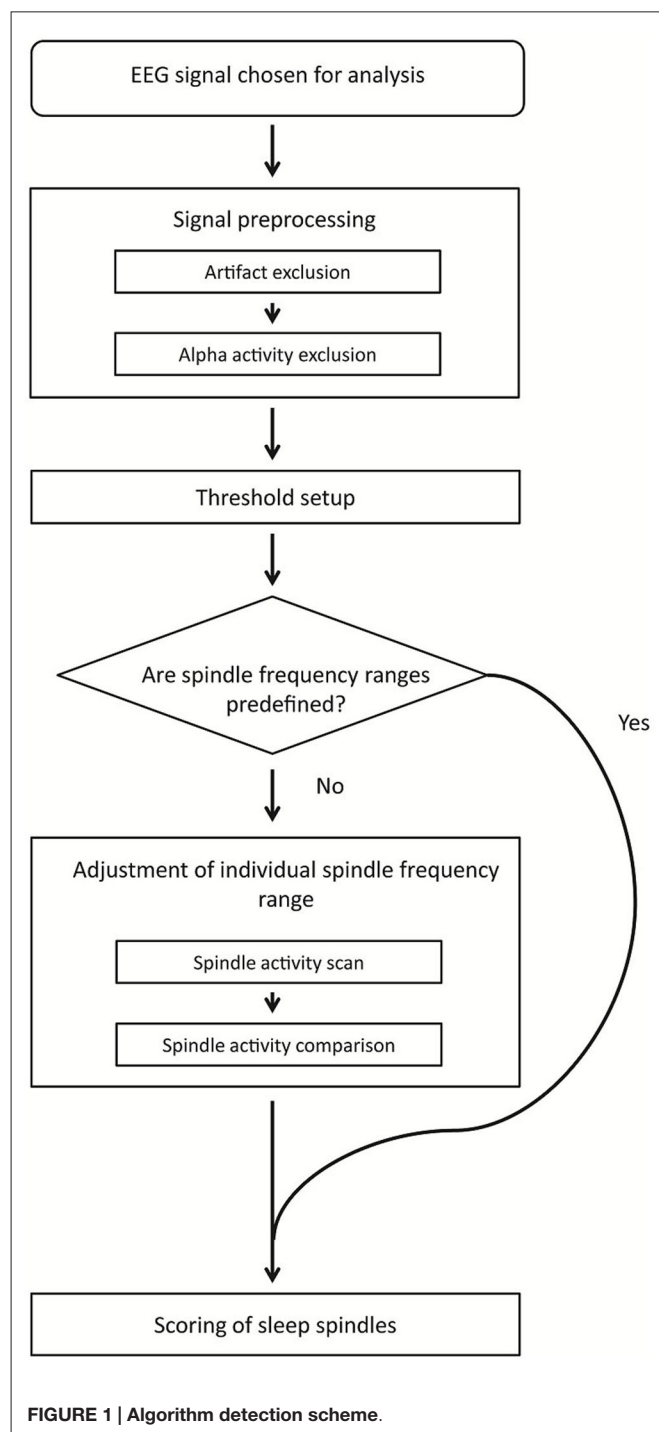 EEG signal chosen for analysis
Signal preprocessing
Artifact exclusion
Alpha activity exclusion
Threshold setup
Are spindle frequency ranges
predefined?
Yes
No
Adjustment of individual spindle frequency
range
Spindle activity scan
Spindle activity comparison
Scoring of sleep spindles
FIGURE 1 | Algorithm detection scheme.